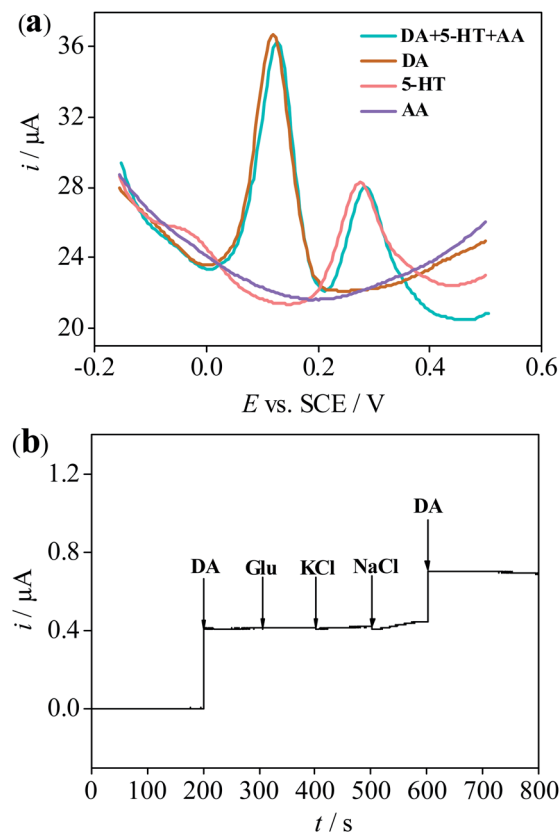 (a)
DA+5-HT+AA
DA
5-HT
AA
36
32
28
24
20
i / μA
-0.2 0.0 0.2 0.4 0.6
E vs. SCE / V
(b)
1.2
0.8
0.4
0.0
i / μA
DA
DA Glu KCl NaCl
0 100 200 300 400 500 600 700 800
t / s